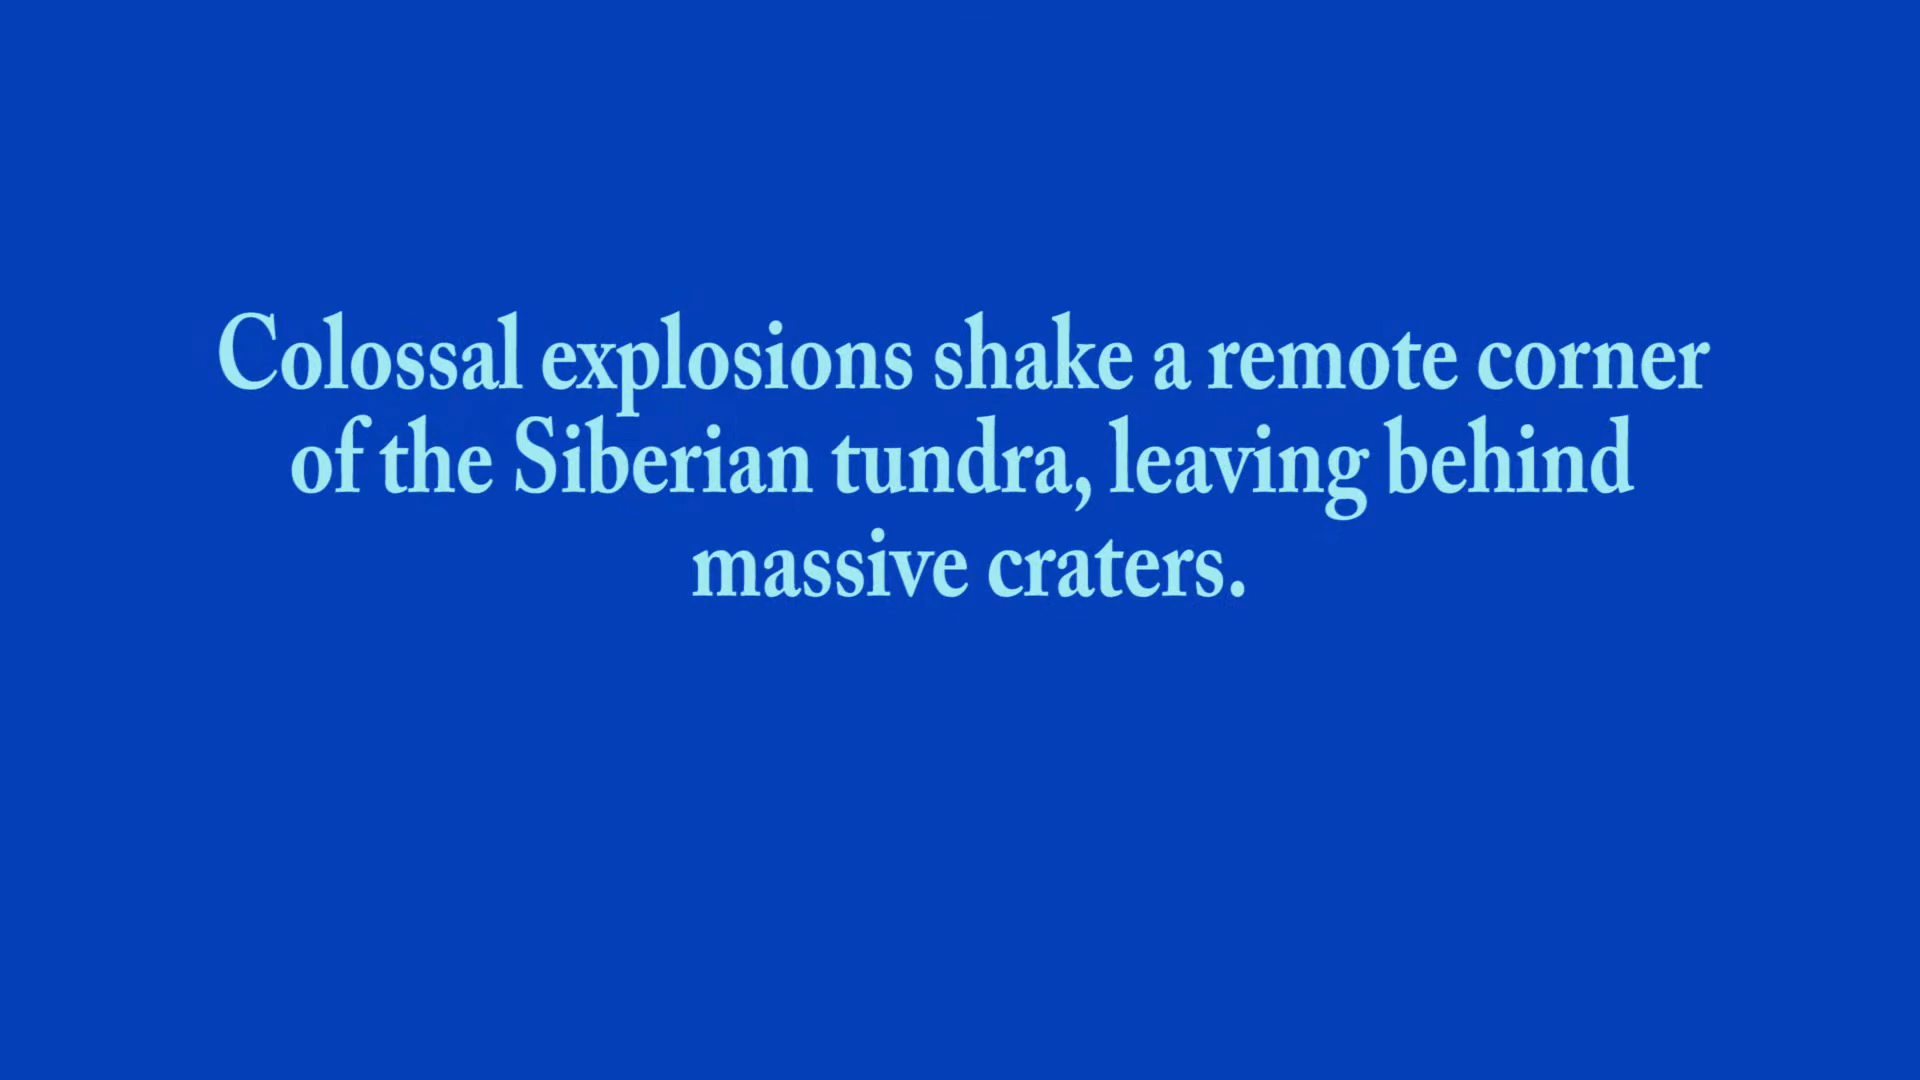 Colossal explosions shake a remote corner
of the Siberian tundra, leaving behind
massive craters.